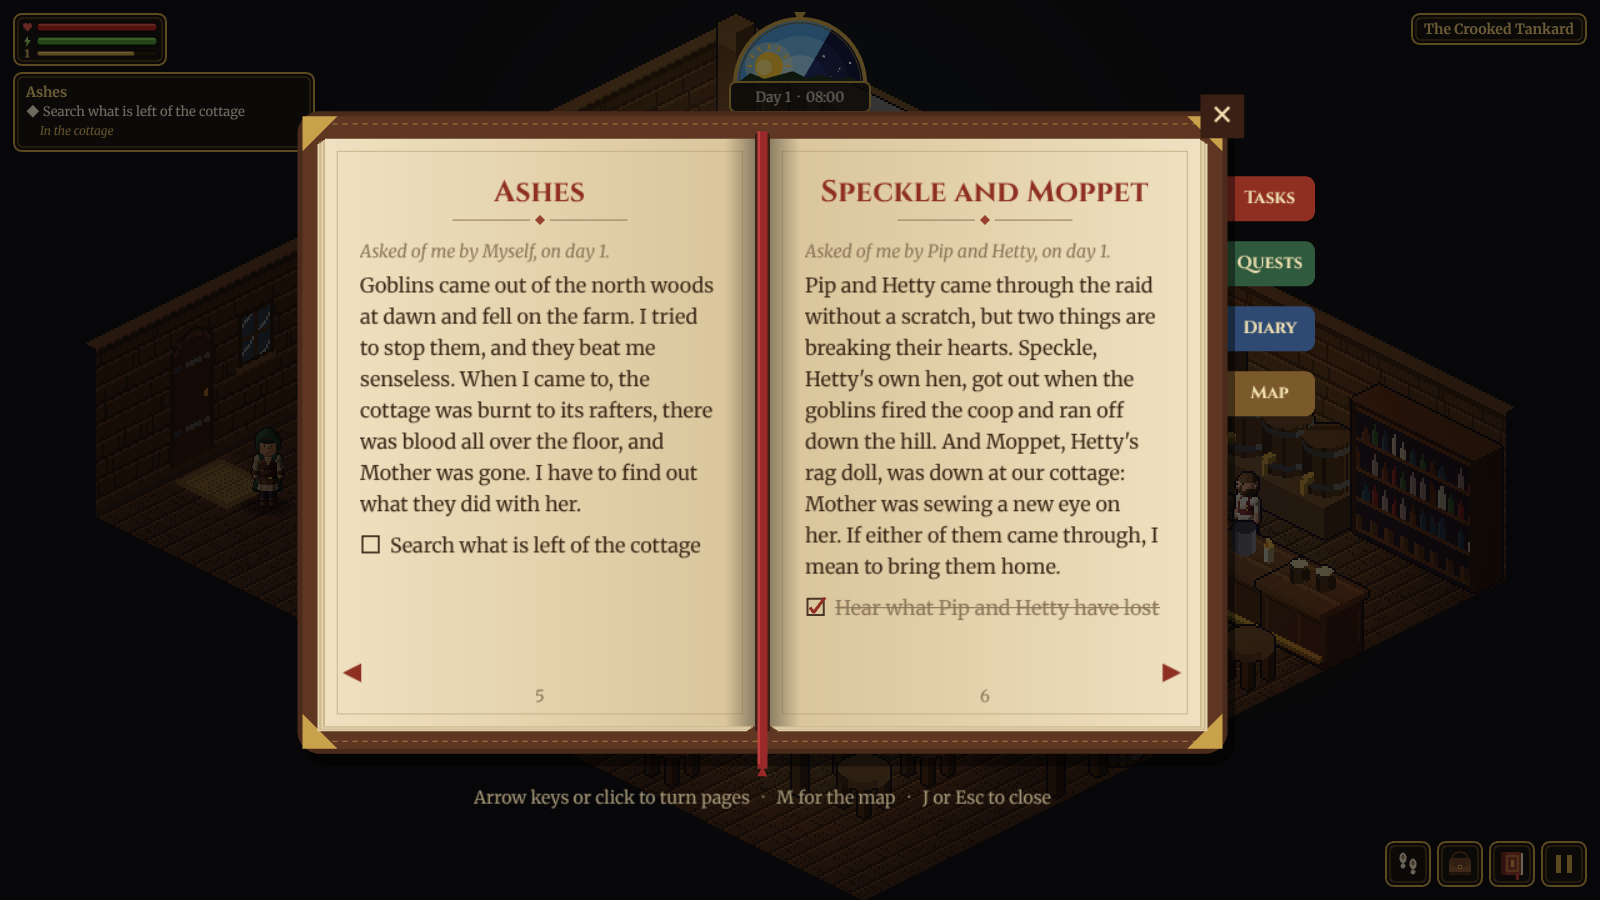 1
The Crooked Tankard
Ashes
Search what is left of the cottage
In the cottage
Day 1 · 08:00
Ashes
Asked of me by Myself, on day 1.
Goblins came out of the north woods
at dawn and fell on the farm. I tried
to stop them, and they beat me
senseless. When I came to, the
cottage was burnt to its rafters, there
was blood all over the floor, and
Mother was gone. I have to find out
what they did with her.
Search what is left of the cottage
5
Speckle and Moppet
Asked of me by Pip and Hetty, on day 1.
Pip and Hetty came through the raid
without a scratch, but two things are
breaking their hearts. Speckle,
Hetty's own hen, got out when the
goblins fired the coop and ran off
down the hill. And Moppet, Hetty's
rag doll, was down at our cottage:
Mother was sewing a new eye on
her. If either of them came through, I
mean to bring them home.
Hear what Pip and Hetty have lost
6
Tasks
Quests
Diary
Map
Arrow keys or click to turn pages · M for the map · J or Esc to close